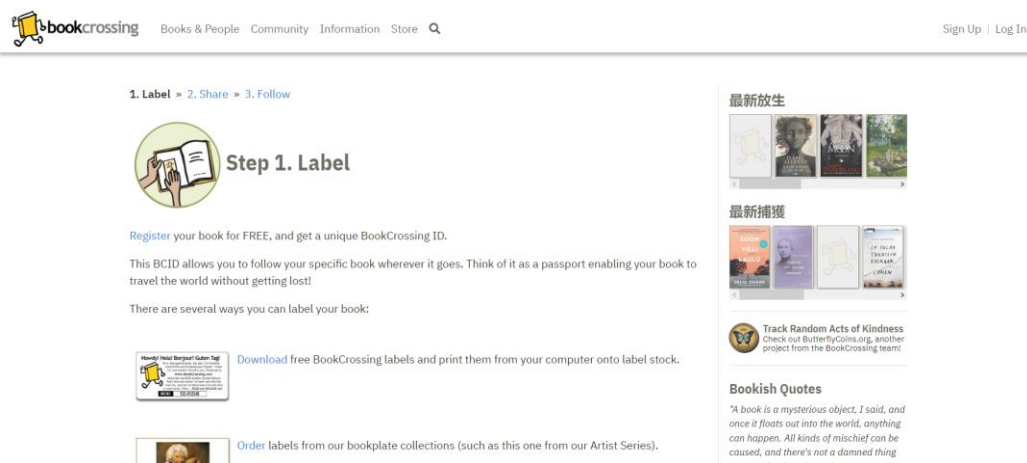 bookcrossing
Books & People Community Information Store
Sign Up | Log In
1. Label » 2. Share » 3. Follow
Step 1. Label
Register your book for FREE, and get a unique BookCrossing ID.
This BCID allows you to follow your specific book wherever it goes. Think of it as a passport enabling your book to
travel the world without getting lost!
There are several ways you can label your book:
Howdy! Hola! Bonjour! Guten Tag!
Download free BookCrossing labels and print them from your computer onto label stock.
Order labels from our bookplate collections (such as this one from our Artist Series).
最新放生
MOON
最新捕獲
Track Random Acts of Kindness
Check out ButterflyCoins.org, another
project from the BookCrossing team!
Bookish Quotes
"A book is a mysterious object, I said, and
once it floats out into the world, anything
can happen. All kinds of mischief can be
caused, and there's not a damned thing